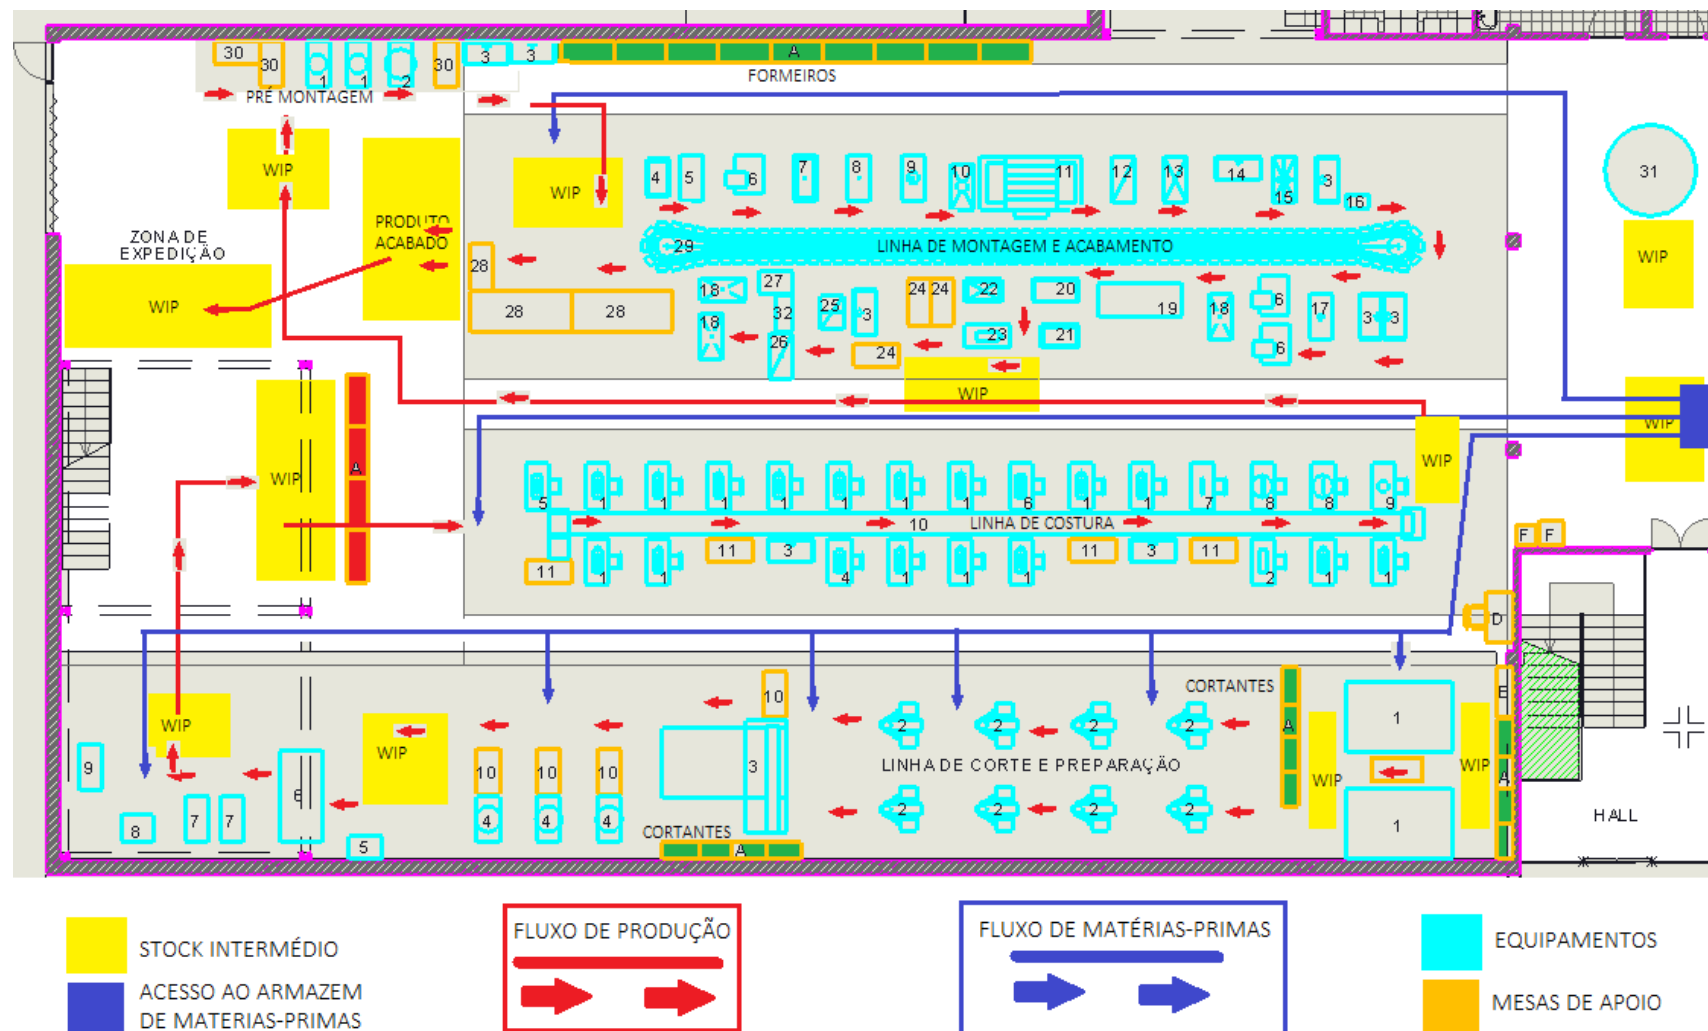 30
30
1
1
2
30
3
3
A
FORMEIROS
PRÉ MONTAGEM
WIP
PRODUTO
ACABADO
ZONA DE
EXPEDIÇÃO
WIP
WIP
4
5
6
7
8
9
10
11
12
13
14
15
3
16
31
WIP
29
LINHA DE MONTAGEM E ACABAMENTO
28
28
28
18
27
32
25
3
24
24
22
20
19
18
6
17
3
3
18
26
24
23
21
6
WIP
WIP
WIP
A
WIP
5
1
1
1
1
1
1
1
6
1
1
7
8
8
9
10
LINHA DE COSTURA
11
1
1
11
3
4
1
1
1
11
3
11
2
1
1
F
F
D
WIP
9
8
7
7
6
5
WIP
10
10
10
4
4
4
10
3
CORTANTES
A
2
2
2
2
LINHA DE CORTE E PREPARAÇÃO
2
2
2
2
CORTANTES
A
WIP
1
1
WIP
E
A
HALL
STOCK INTERMÉDIO
ACESSO AO ARMAZEM
DE MATERIAS-PRIMAS
FLUXO DE PRODUÇÃO
FLUXO DE MATÉRIAS-PRIMAS
EQUIPAMENTOS
MESAS DE APOIO